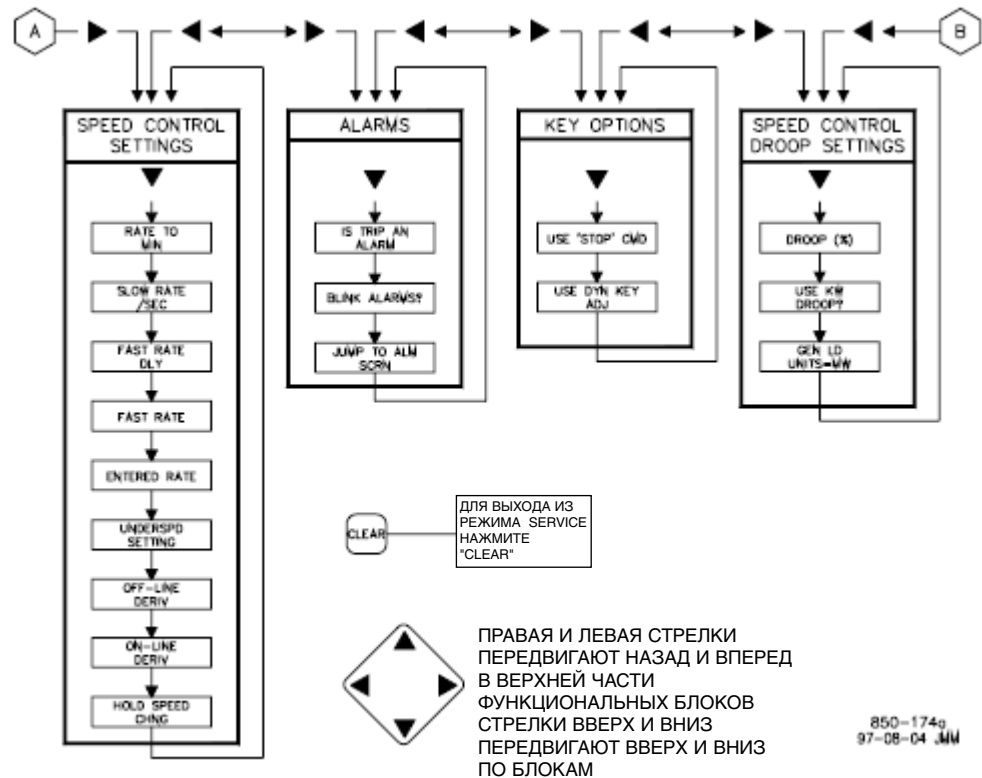 A
B
SPEED CONTROL
SETTINGS
RATE TO
MIN
SLOW RATE
/SEC
FAST RATE
DLY
FAST RATE
ENTERED RATE
UNDERSPD
SETTING
OFF-LINE
DERIV
ON-LINE
DERIV
HOLD SPEED
CHNG
ALARMS
IS TRIP AN
ALARM
BLINK ALARMS?
JUMP TO ALM
SCRN
KEY OPTIONS
USE "STOP" CMD
USE DYN KEY
ADJ
SPEED CONTROL
DROOP SETTINGS
DROOP (%)
USE KW
DROOP?
GEN LD
UNITS=MW
CLEAR
ДЛЯ ВЫХОДА ИЗ
РЕЖИМА SERVICE
НАЖМИТЕ
"CLEAR"
ПРАВАЯ И ЛЕВАЯ СТРЕЛКИ
ПЕРЕДВИГАЮТ НАЗАД И ВПЕРЕД
В ВЕРХНЕЙ ЧАСТИ
ФУНКЦИОНАЛЬНЫХ БЛОКОВ
СТРЕЛКИ ВВЕРХ И ВНИЗ
ПЕРЕДВИГАЮТ ВВЕРХ И ВНИЗ
ПО БЛОКАМ
850-174a
97-08-04 JMM